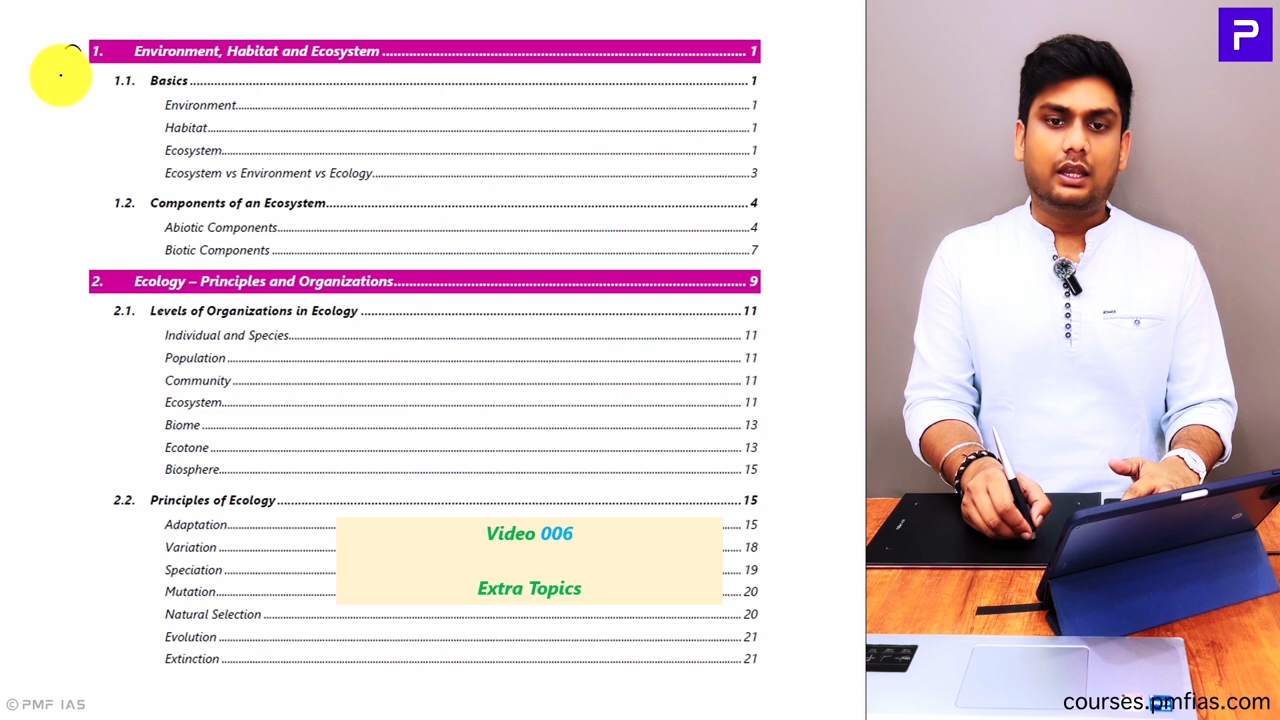 1. Environment, Habitat and Ecosystem 1
1.1. Basics 1
Environment 1
Habitat 1
Ecosystem 1
Ecosystem vs Environment vs Ecology 3
1.2. Components of an Ecosystem 4
Abiotic Components 4
Biotic Components 7
2. Ecology – Principles and Organizations 9
2.1. Levels of Organizations in Ecology 11
Individual and Species 11
Population 11
Community 11
Ecosystem 11
Biome 13
Ecotone 13
Biosphere 15
2.2. Principles of Ecology 15
Adaptation 15
Variation 18
Speciation 19
Mutation 20
Natural Selection 20
Evolution 21
Extinction 21
Video 006
Extra Topics
© PMF IAS
P
courses.pmfias.com